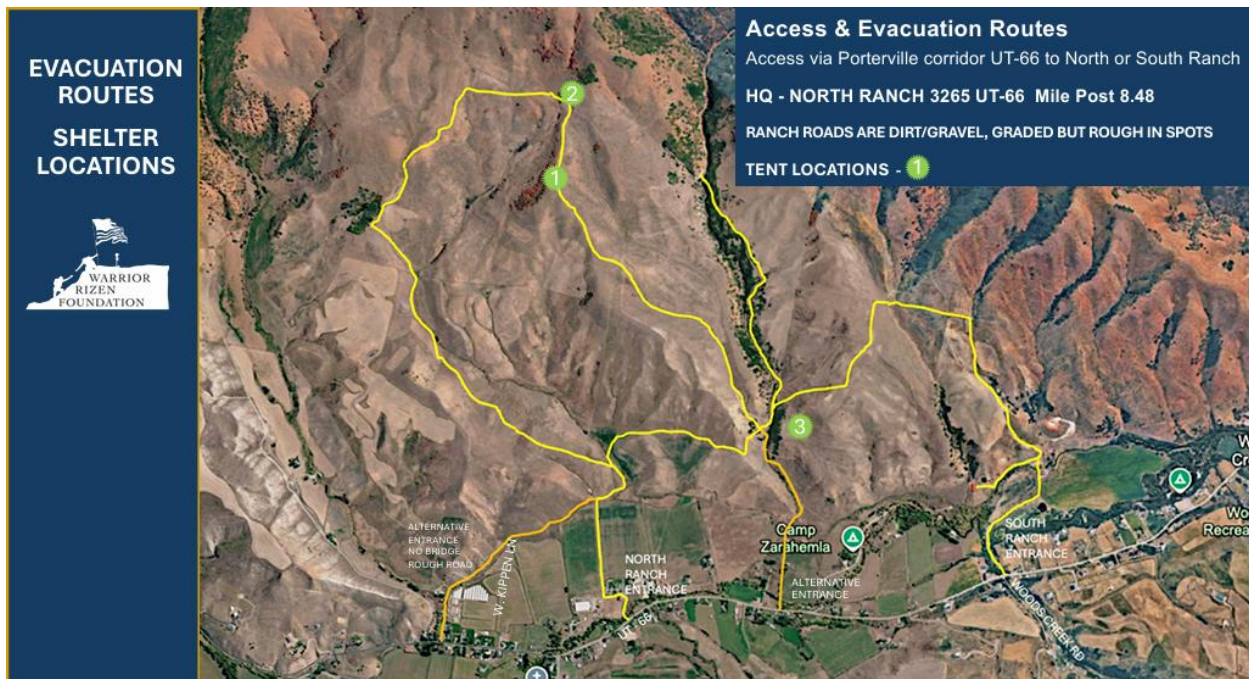 EVACUATION
ROUTES
SHELTER
LOCATIONS
WARRIOR
RIZEN
FOUNDATION
Access & Evacuation Routes
Access via Porterville corridor UT-66 to North or South Ranch
HQ - NORTH RANCH 3265 UT-66 Mile Post 8.48
RANCH ROADS ARE DIRT/GRAVEL, GRADED BUT ROUGH IN SPOTS
TENT LOCATIONS - 1
2
1
3
ALTERNATIVE
ENTRANCE
NO BRIDGE
ROUGH ROAD
W. KIPPEN LN
NORTH
RANCH
ENTRANCE
UT - 66
Camp
Zarahemla
ALTERNATIVE
ENTRANCE
SOUTH
RANCH
ENTRANCE
WOODS CREEK RD
W
Cr
Wo
Recrea